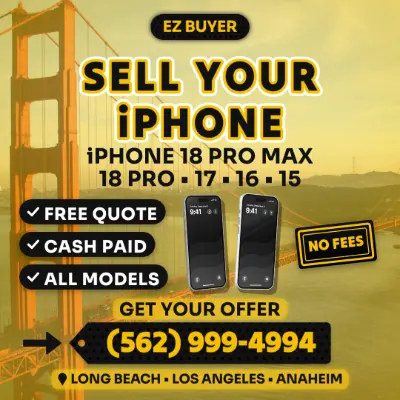 EZ BUYER
SELL YOUR
iPHONE
iPHONE 18 PRO MAX
18 PRO • 17 • 16 • 15
✓ FREE QUOTE
✓ CASH PAID
✓ ALL MODELS
9:41
9:41
NO FEES
GET YOUR OFFER
(562) 999-4994
LONG BEACH • LOS ANGELES • ANAHEIM